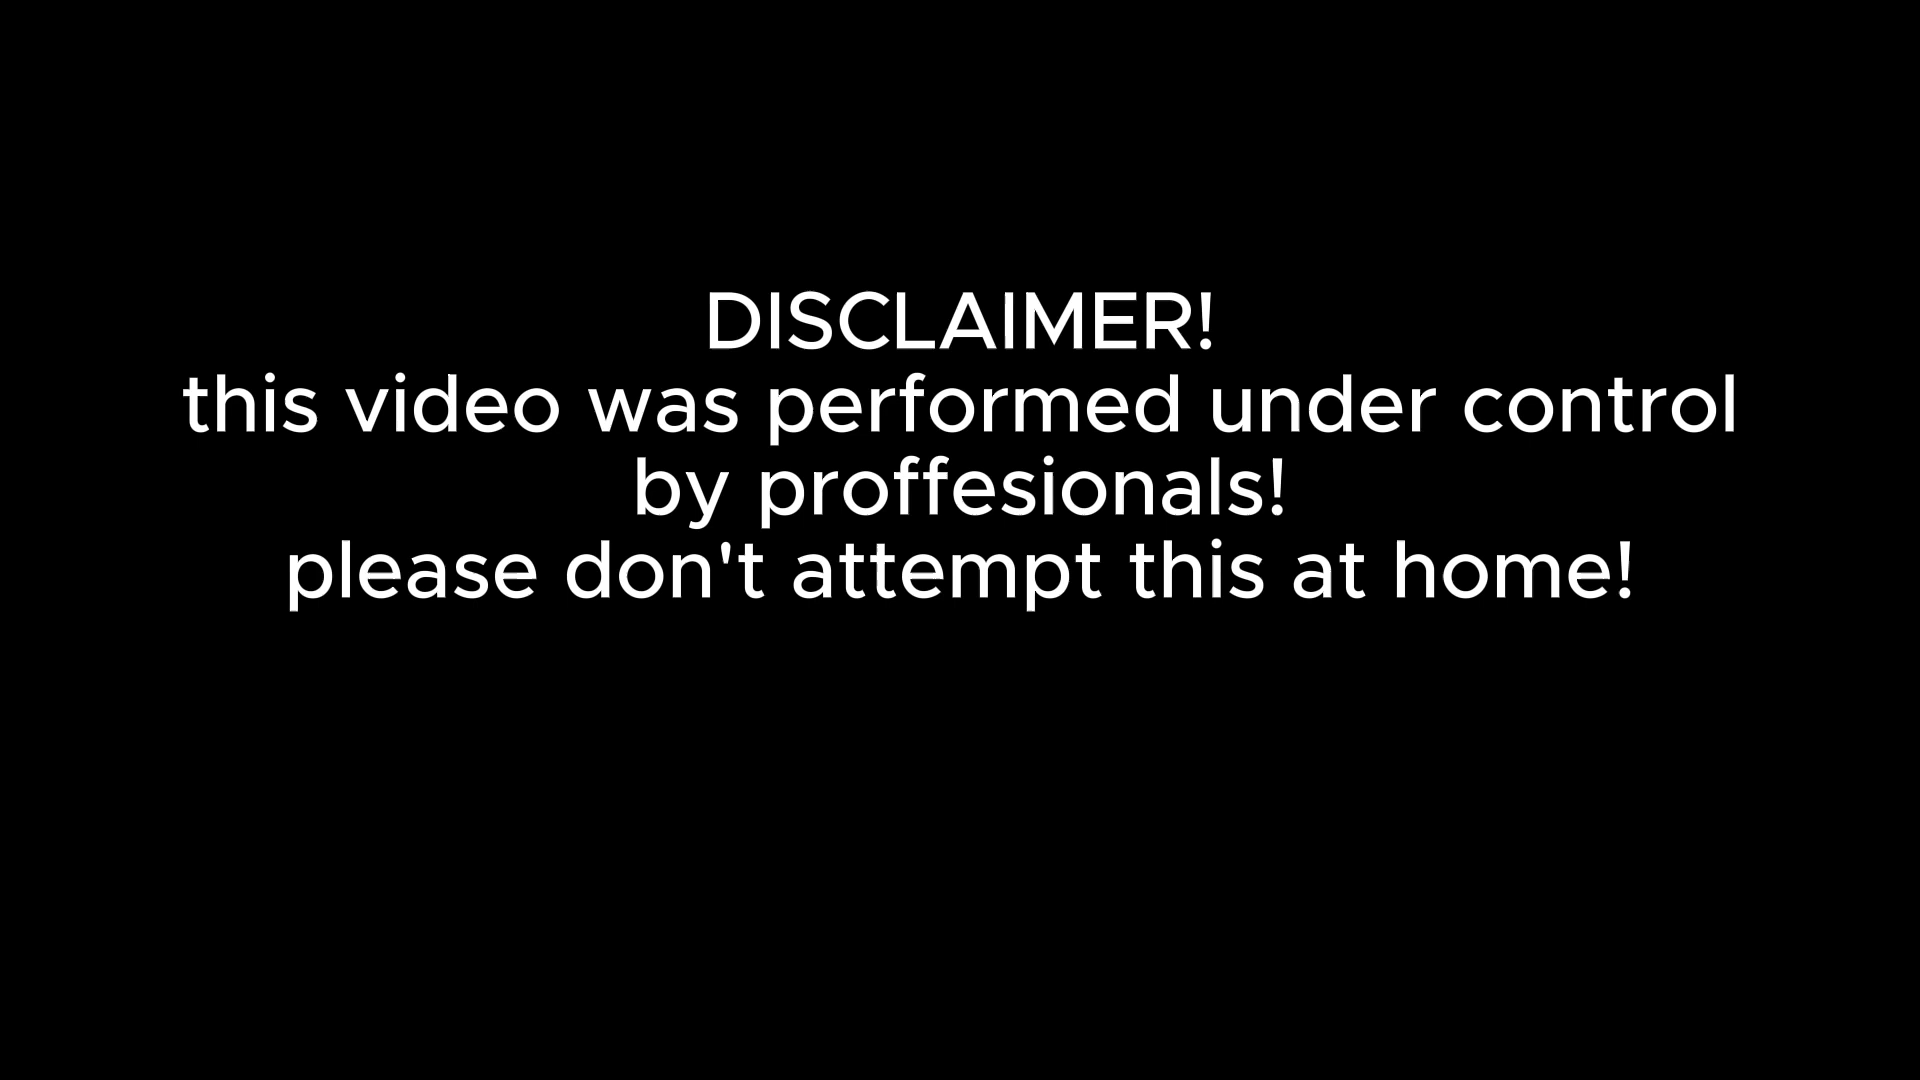 DISCLAIMER!
this video was performed under control
by proffesionals!
please don't attempt this at home!